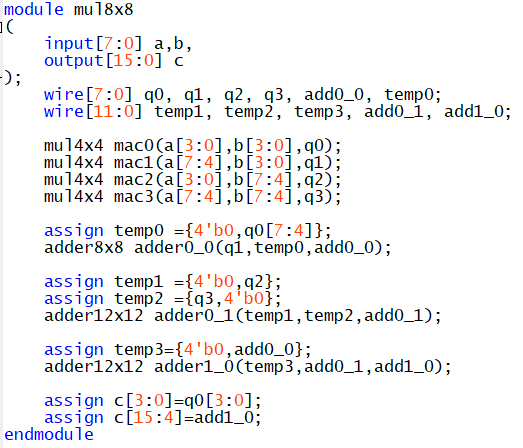 module mul8x8
(
    input[7:0] a,b,
    output[15:0] c
);
    wire[7:0] q0, q1, q2, q3, add0_0, temp0;
    wire[11:0] temp1, temp2, temp3, add0_1, add1_0;

    mul4x4 mac0(a[3:0],b[3:0],q0);
    mul4x4 mac1(a[7:4],b[3:0],q1);
    mul4x4 mac2(a[3:0],b[7:4],q2);
    mul4x4 mac3(a[7:4],b[7:4],q3);

    assign temp0 ={4'b0,q0[7:4]};
    adder8x8 adder0_0(q1,temp0,add0_0);

    assign temp1 ={4'b0,q2};
    assign temp2 ={q3,4'b0};
    adder12x12 adder0_1(temp1,temp2,add0_1);

    assign temp3={4'b0,add0_0};
    adder12x12 adder1_0(temp3,add0_1,add1_0);

    assign c[3:0]=q0[3:0];
    assign c[15:4]=add1_0;
endmodule